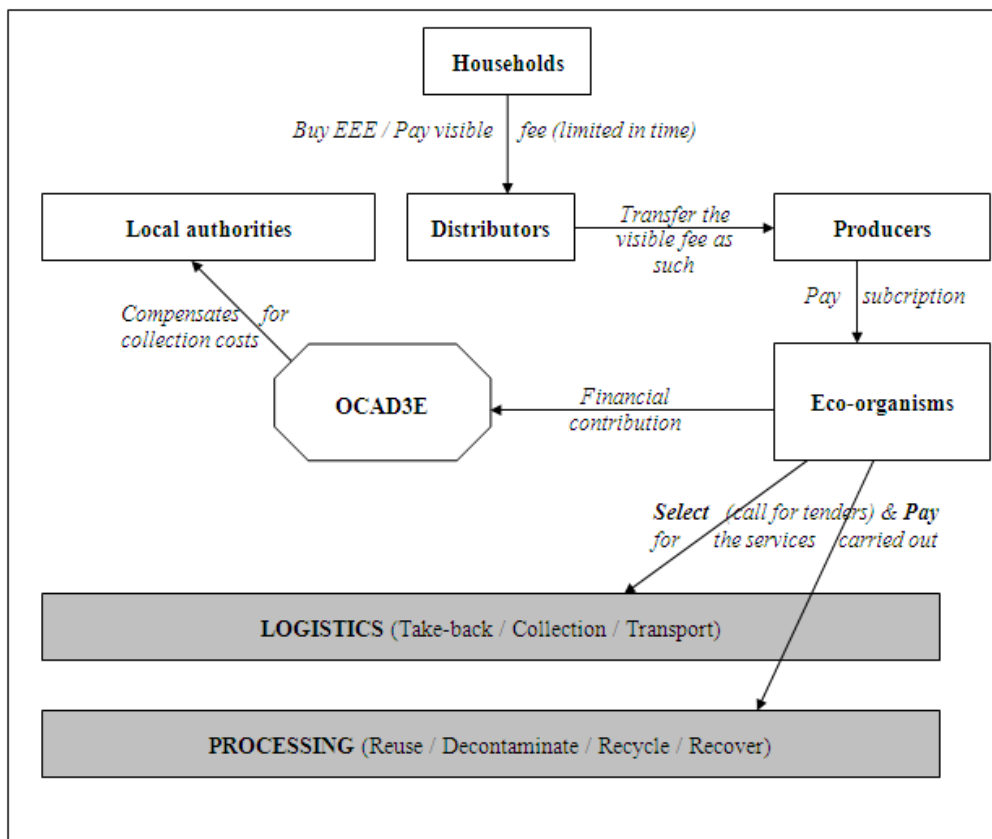 Households
Buy EEE / Pay visible fee (limited in time)
Local authorities
Distributors
Transfer the
visible fee as
such
Producers
Pay subcription
Compensates for
collection costs
OCAD3E
Financial
contribution
Eco-organisms
Select (call for tenders) & Pay
for the services carried out
LOGISTICS (Take-back / Collection / Transport)
PROCESSING (Reuse / Decontaminate / Recycle / Recover)